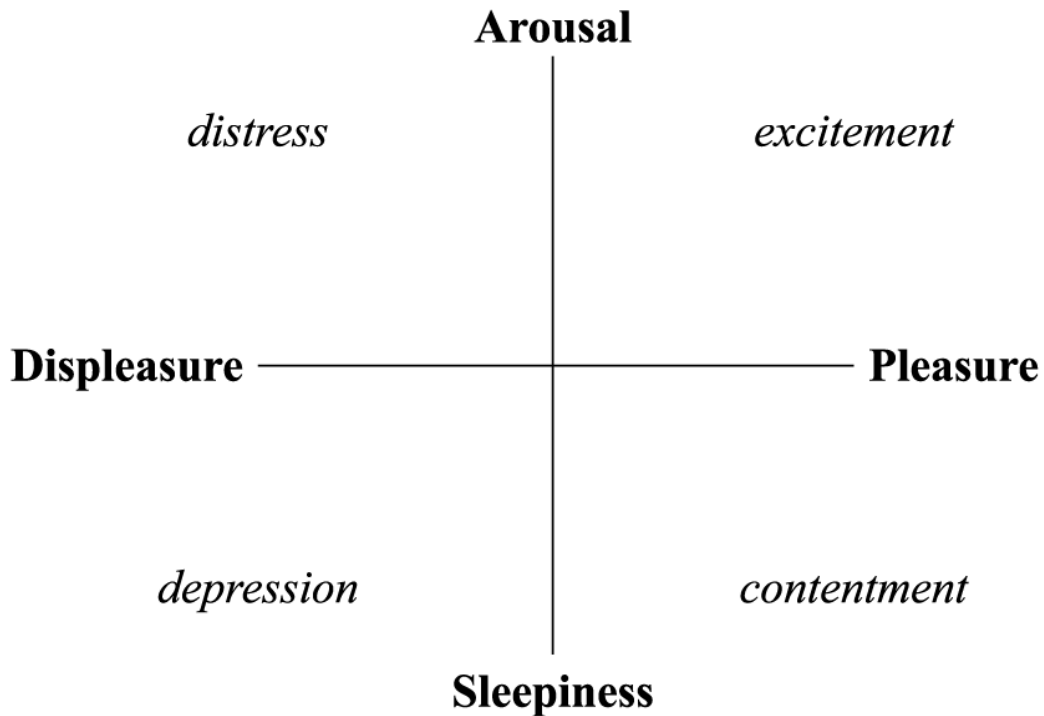 Arousal
distress excitement
Displeasure Pleasure
depression contentment
Sleepiness